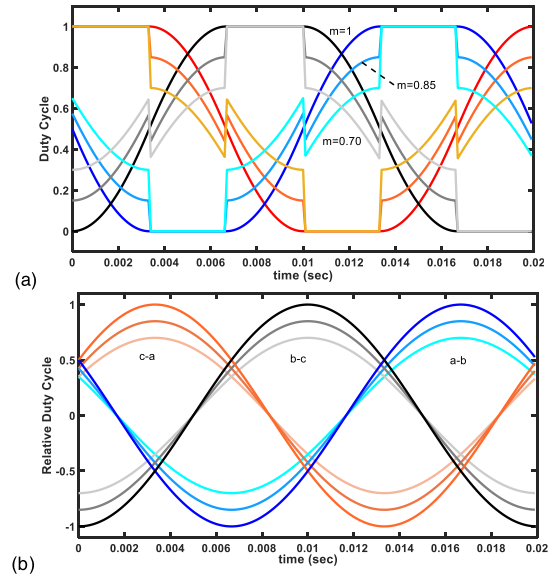 1
m=1
0.8
m=0.85
0.6
Duty Cycle
0.4
m=0.70
0.2
0
0 0.002 0.004 0.006 0.008 0.01 0.012 0.014 0.016 0.018 0.02
(a)
time (sec)
1
c-a b-c a-b
0.5
Relative Duty Cycle
0
-0.5
-1
0 0.002 0.004 0.006 0.008 0.01 0.012 0.014 0.016 0.018 0.02
(b)
time (sec)